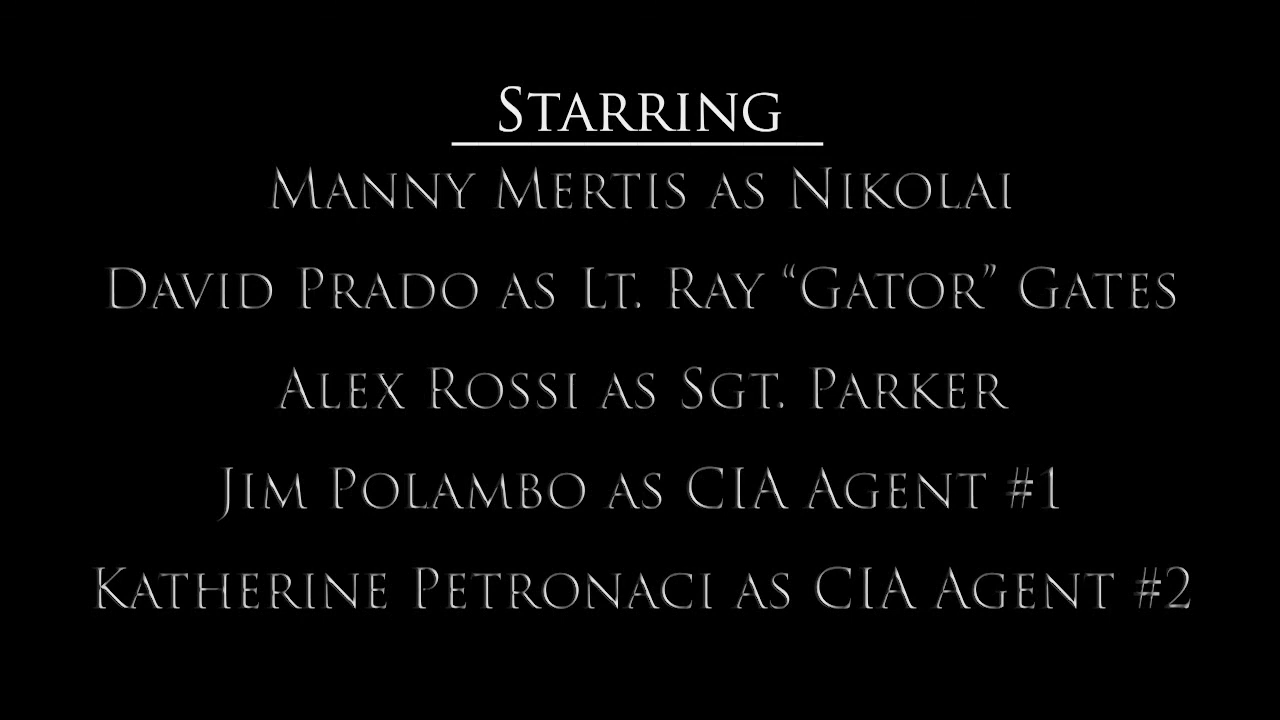 Starring
Manny Mertis as Nikolai
David Prado as Lt. Ray “Gator” Gates
Alex Rossi as Sgt. Parker
Jim Polambo as CIA Agent #1
Katherine Petronaci as CIA Agent #2